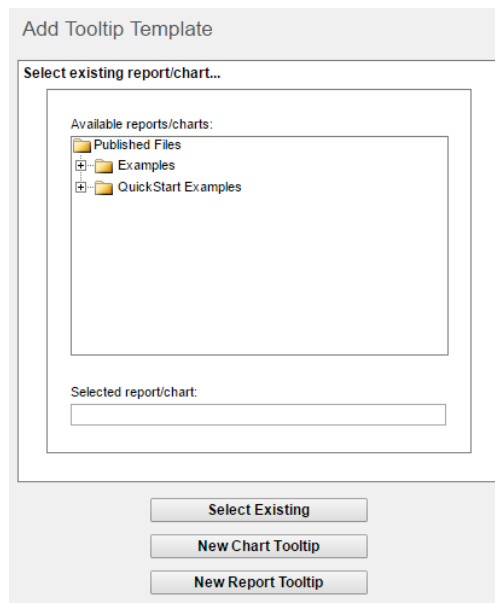 Add Tooltip Template
Select existing report/chart...
Available reports/charts:
Published Files
Examples
QuickStart Examples
Selected report/chart:
Select Existing
New Chart Tooltip
New Report Tooltip